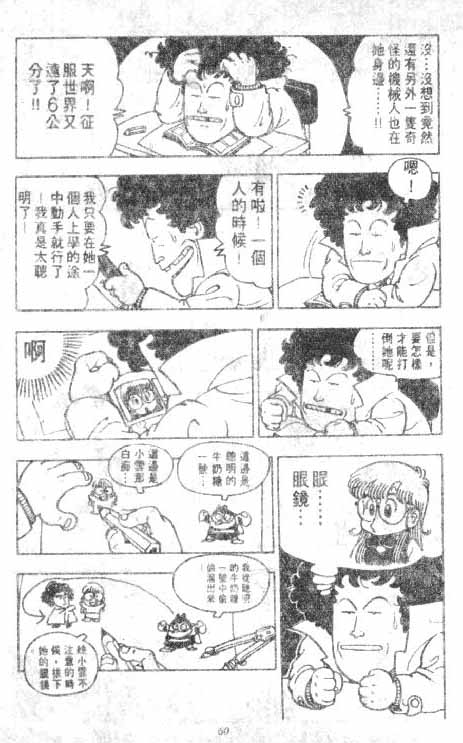 沒…沒想到竟然
還有另外一隻奇
怪的機械人也在
她身邊……!!
天啊！征
服世界又
遠了6公
分了!!
嗯！
有啦！一個
人的時候！
我只要在她一
個人上學的途
中動手就行了
！我真是太聰
明了！
但是，
要怎樣
才能打
倒她呢
啊
眼……
眼鏡…
這邊是
聰明的
牛奶糖
一號…
這邊是
小雲那
白痴…
我從聰明
的牛奶糖
一號中偷
偷溜出來
趁小雲不
注意的時
候，搶下
她的眼鏡
50